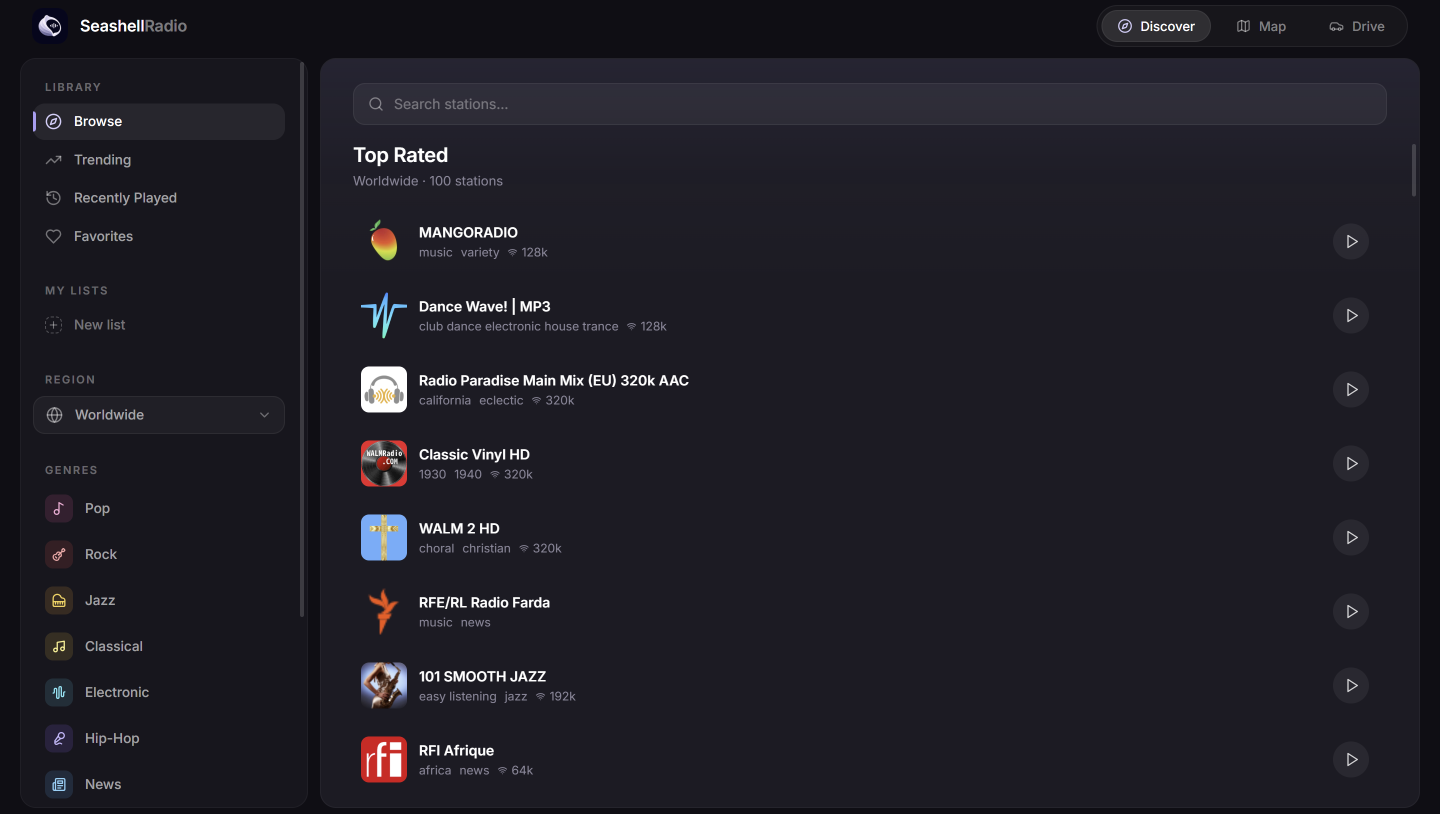 SeashellRadio
Discover
Map
Drive
LIBRARY
Browse
Trending
Recently Played
Favorites
MY LISTS
New list
REGION
Worldwide
GENRES
Pop
Rock
Jazz
Classical
Electronic
Hip-Hop
News
Search stations...
Top Rated
Worldwide · 100 stations
MANGORADIO
music variety 128k
Dance Wave! | MP3
club dance electronic house trance 128k
Radio Paradise Main Mix (EU) 320k AAC
california eclectic 320k
WALMRadio
.COM
Classic Vinyl HD
1930 1940 320k
WALM 2 HD
choral christian 320k
RFE/RL Radio Farda
music news
101 SMOOTH JAZZ
easy listening jazz 192k
rfi
RFI Afrique
africa news 64k